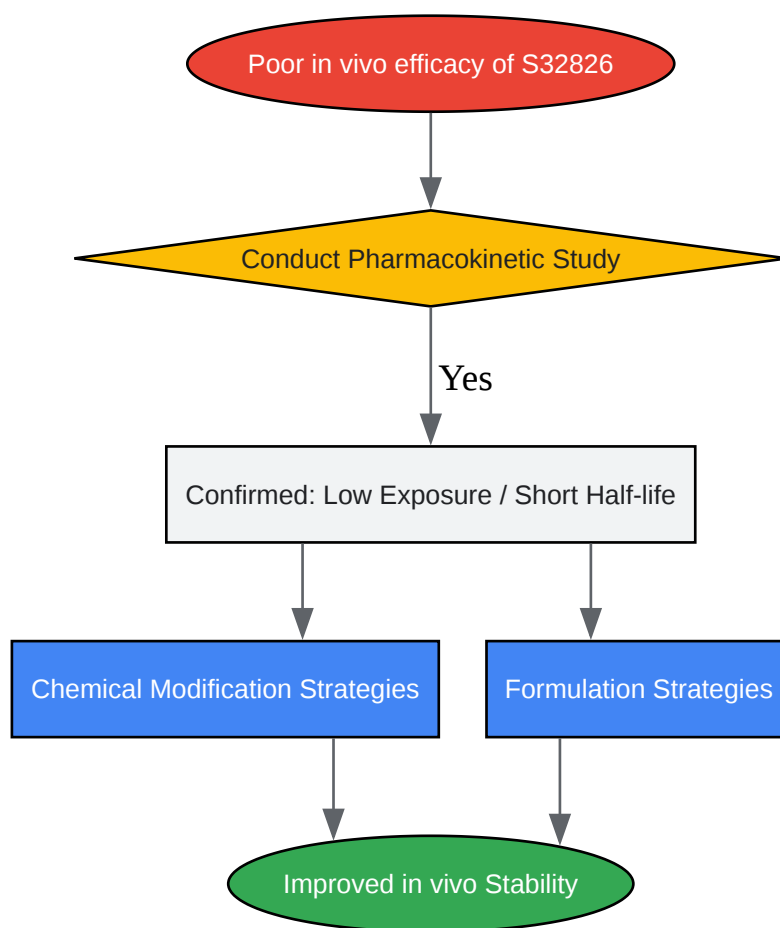 Poor in vivo efficacy of S32826
Conduct Pharmacokinetic Study
Yes
Confirmed: Low Exposure / Short Half-life
Chemical Modification Strategies
Formulation Strategies
Improved in vivo Stability